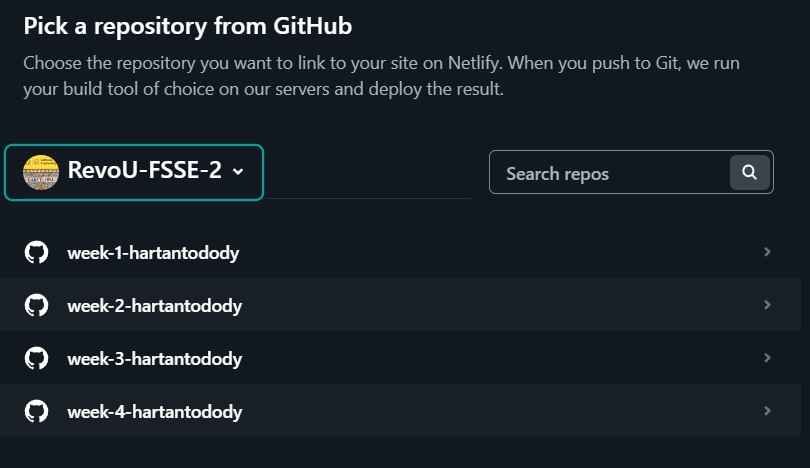 Pick a repository from GitHub
Choose the repository you want to link to your site on Netlify. When you push to Git, we run
your build tool of choice on our servers and deploy the result.
RevoU-FSSE-2
Search repos
week-1-hartantodody
week-2-hartantodody
week-3-hartantodody
week-4-hartantodody